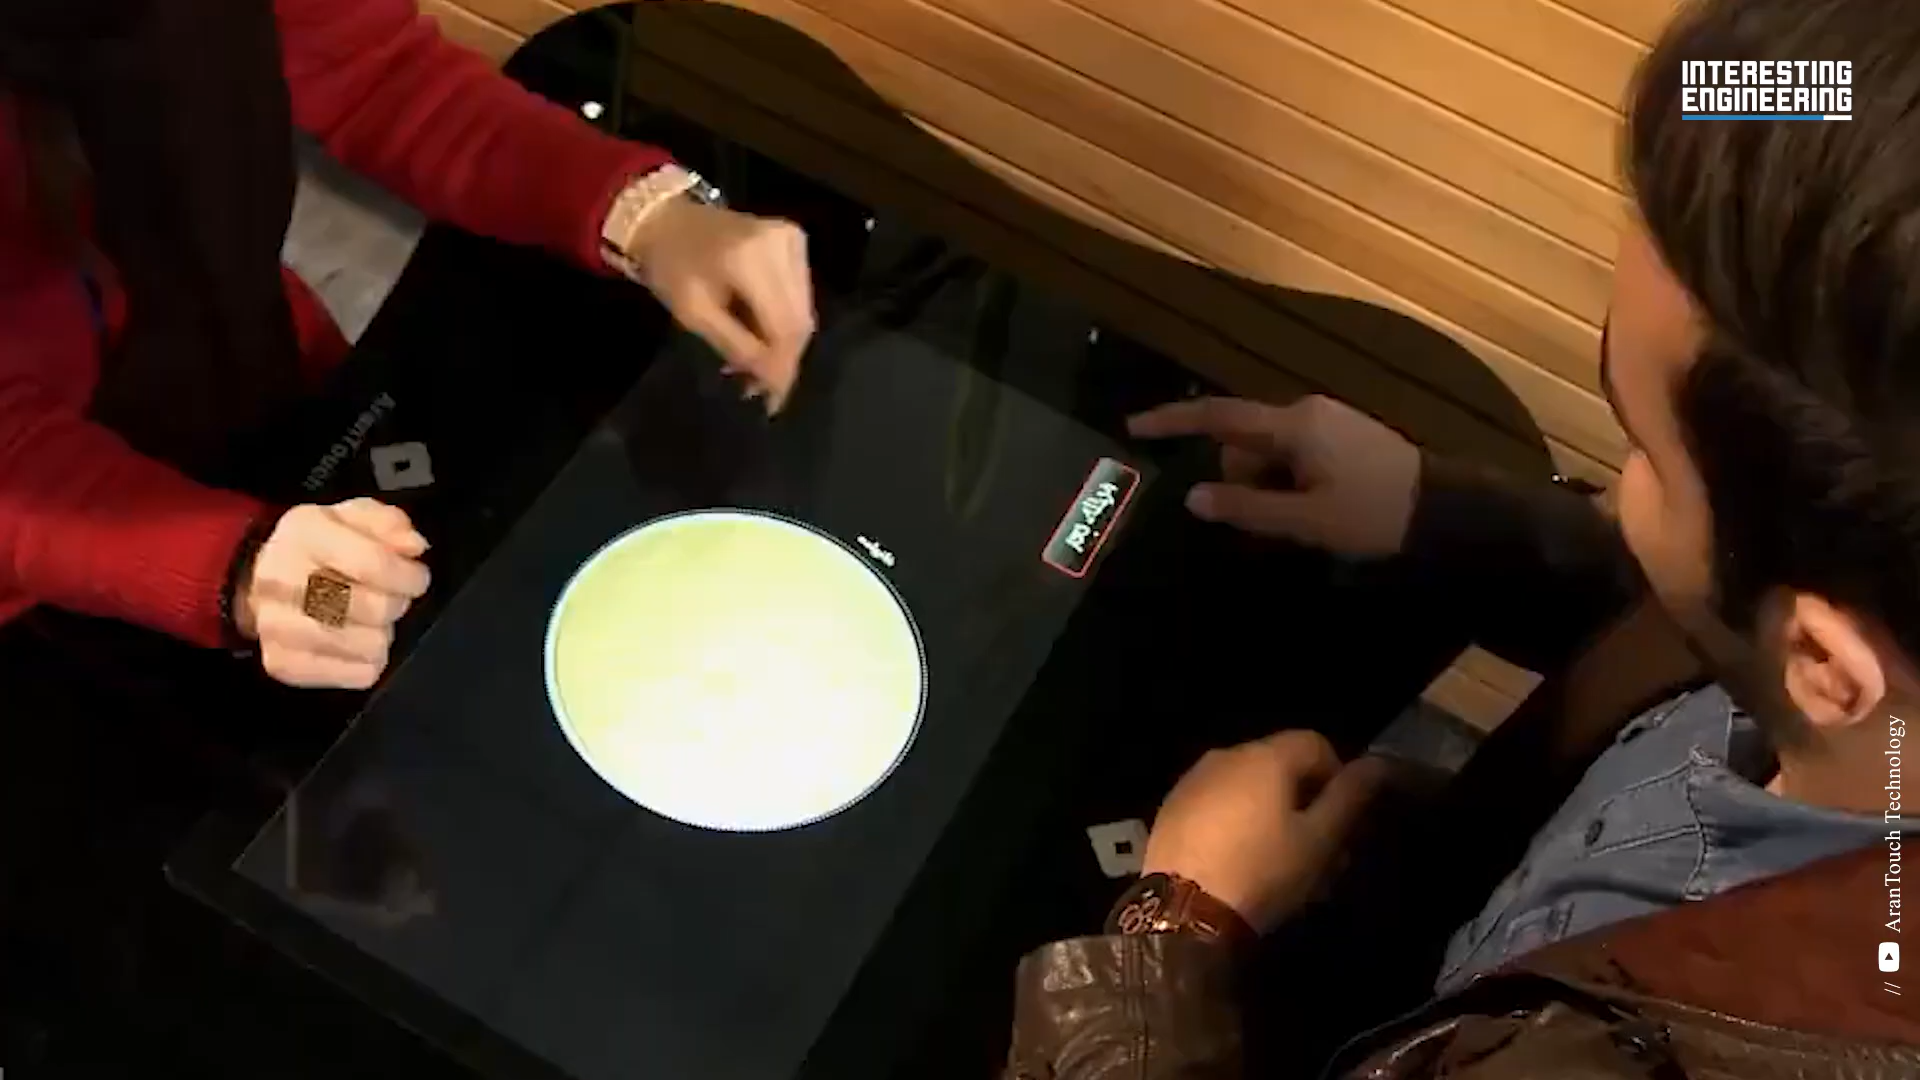 INTERESTING
ENGINEERING
AranTouch
// AranTouch Technology